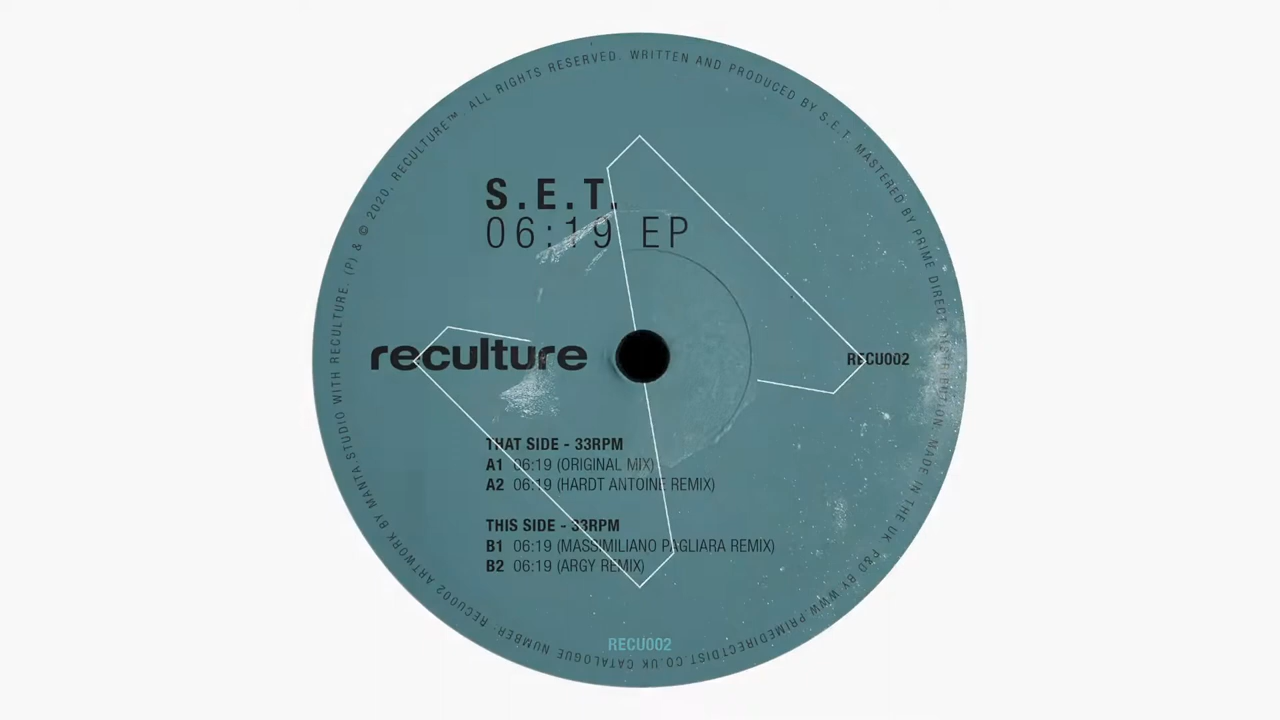 S.E.T.
06:19 EP
reculture
RECU002
THAT SIDE - 33RPM
A1 06:19 (ORIGINAL MIX)
A2 06:19 (HARDT ANTOINE REMIX)
THIS SIDE - 33RPM
B1 06:19 (MASSIMILIANO PAGLIARA REMIX)
B2 06:19 (ARGY REMIX)
RECU002
(P) & © 2020, RECULTURE™. ALL RIGHTS RESERVED. WRITTEN AND PRODUCED BY S.E.T. MASTERED BY PRIME DIRECT DISTRIBUTION. MADE IN THE UK P&D BY WWW.PRIMEDIRECTDIST.CO.UK CATALOGUE NUMBER: RECU002 ARTWORK BY MANTA.STUDIO WITH RECULTURE.